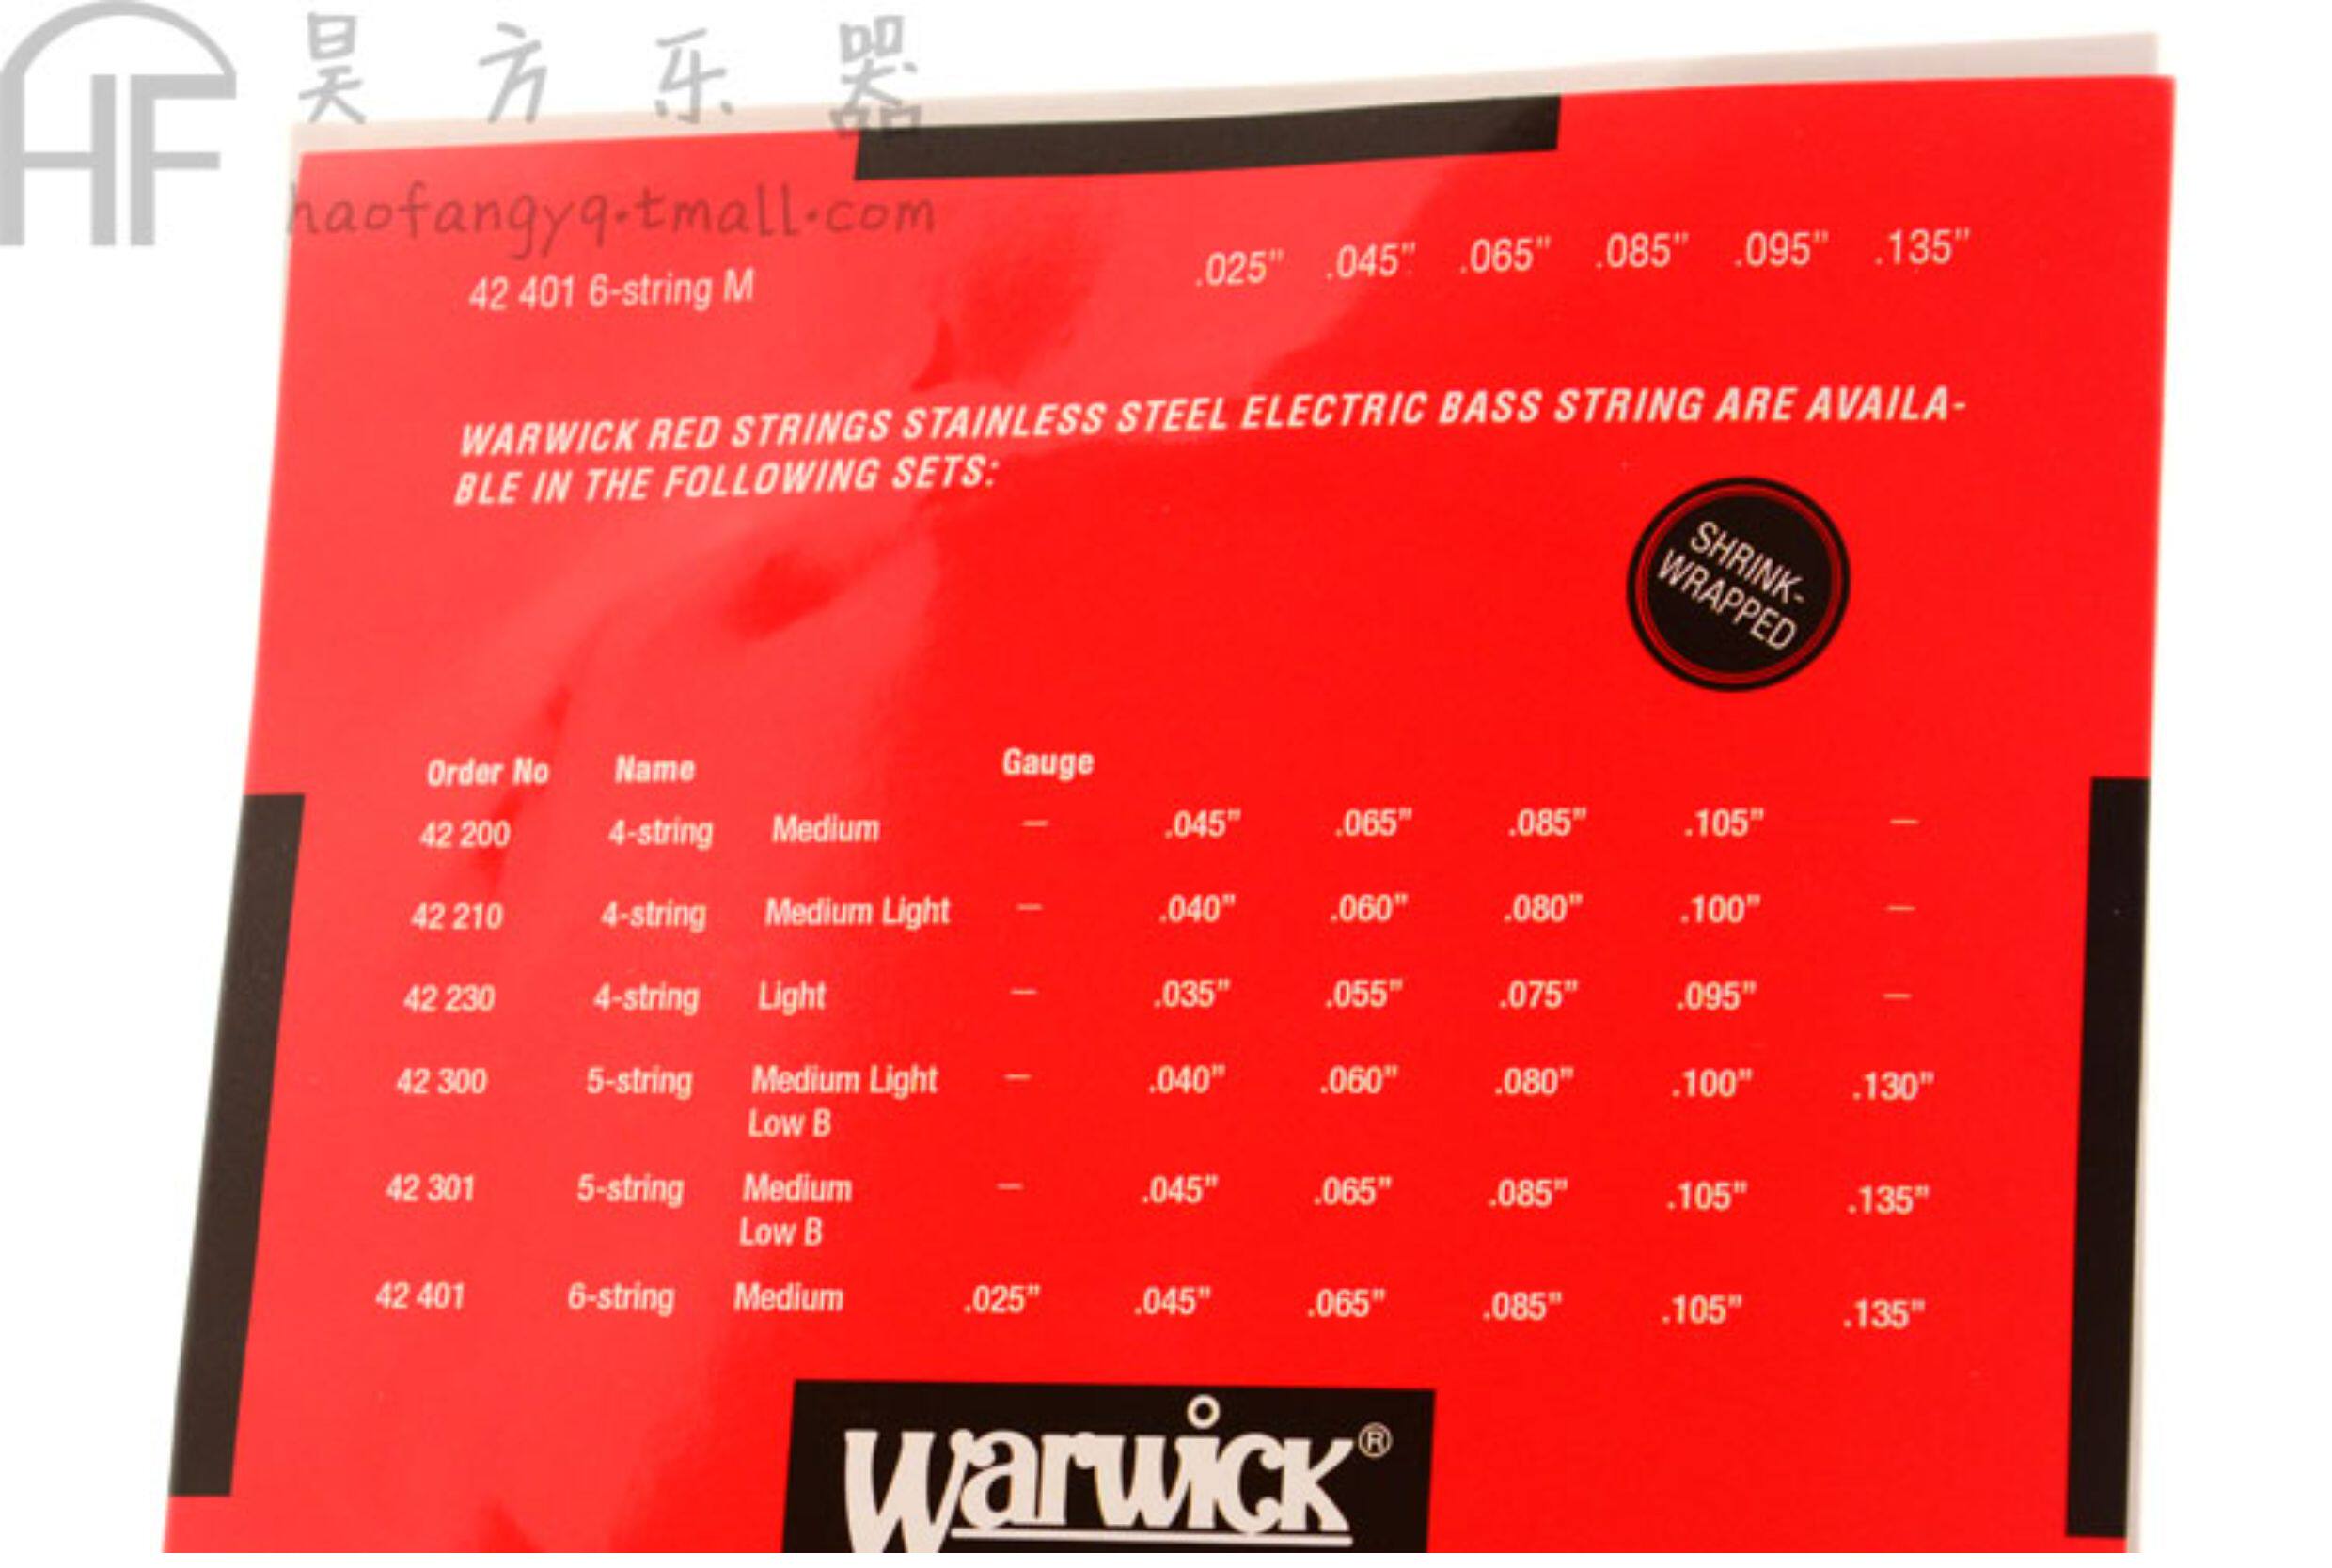 HF 昊方乐器
haofangyq.tmall.com
42 401 6-string M .025” .045” .065” .085” .095” .135”
WARWICK RED STRINGS STAINLESS STEEL ELECTRIC BASS STRING ARE AVAILA-
BLE IN THE FOLLOWING SETS:
SHRINK-
WRAPPED
Order No Name Gauge
42 200 4-string Medium – .045” .065” .085” .105” –
42 210 4-string Medium Light – .040” .060” .080” .100” –
42 230 4-string Light – .035” .055” .075” .095” –
42 300 5-string Medium Light – .040” .060” .080” .100” .130”
Low B
42 301 5-string Medium – .045” .065” .085” .105” .135”
Low B
42 401 6-string Medium .025” .045” .065” .085” .105” .135”
Warwick®